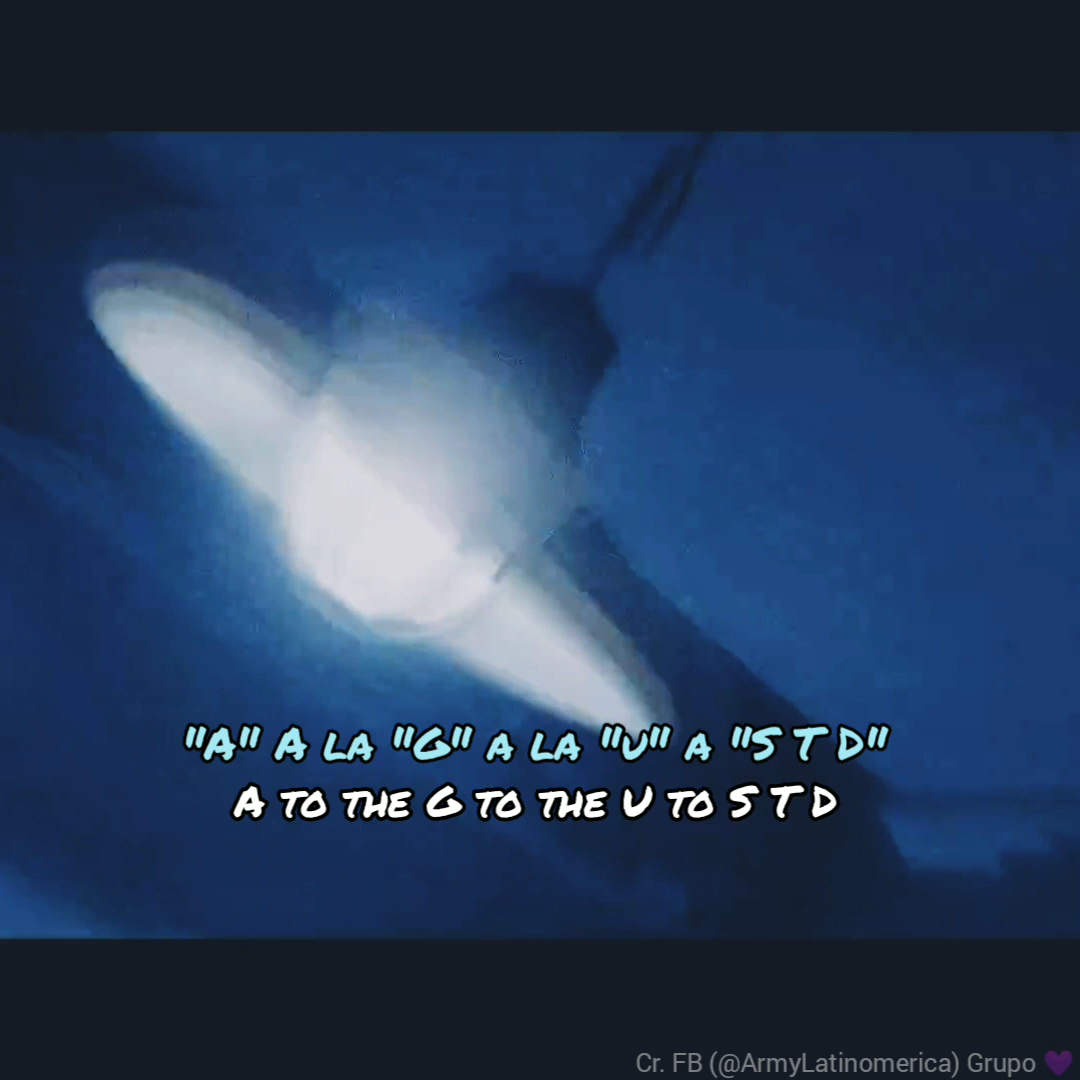 "A" A la "G" a la "U" a "S T D"
A to the G to the U to S T D
Cr. FB (@ArmyLatinomerica) Grupo 💜